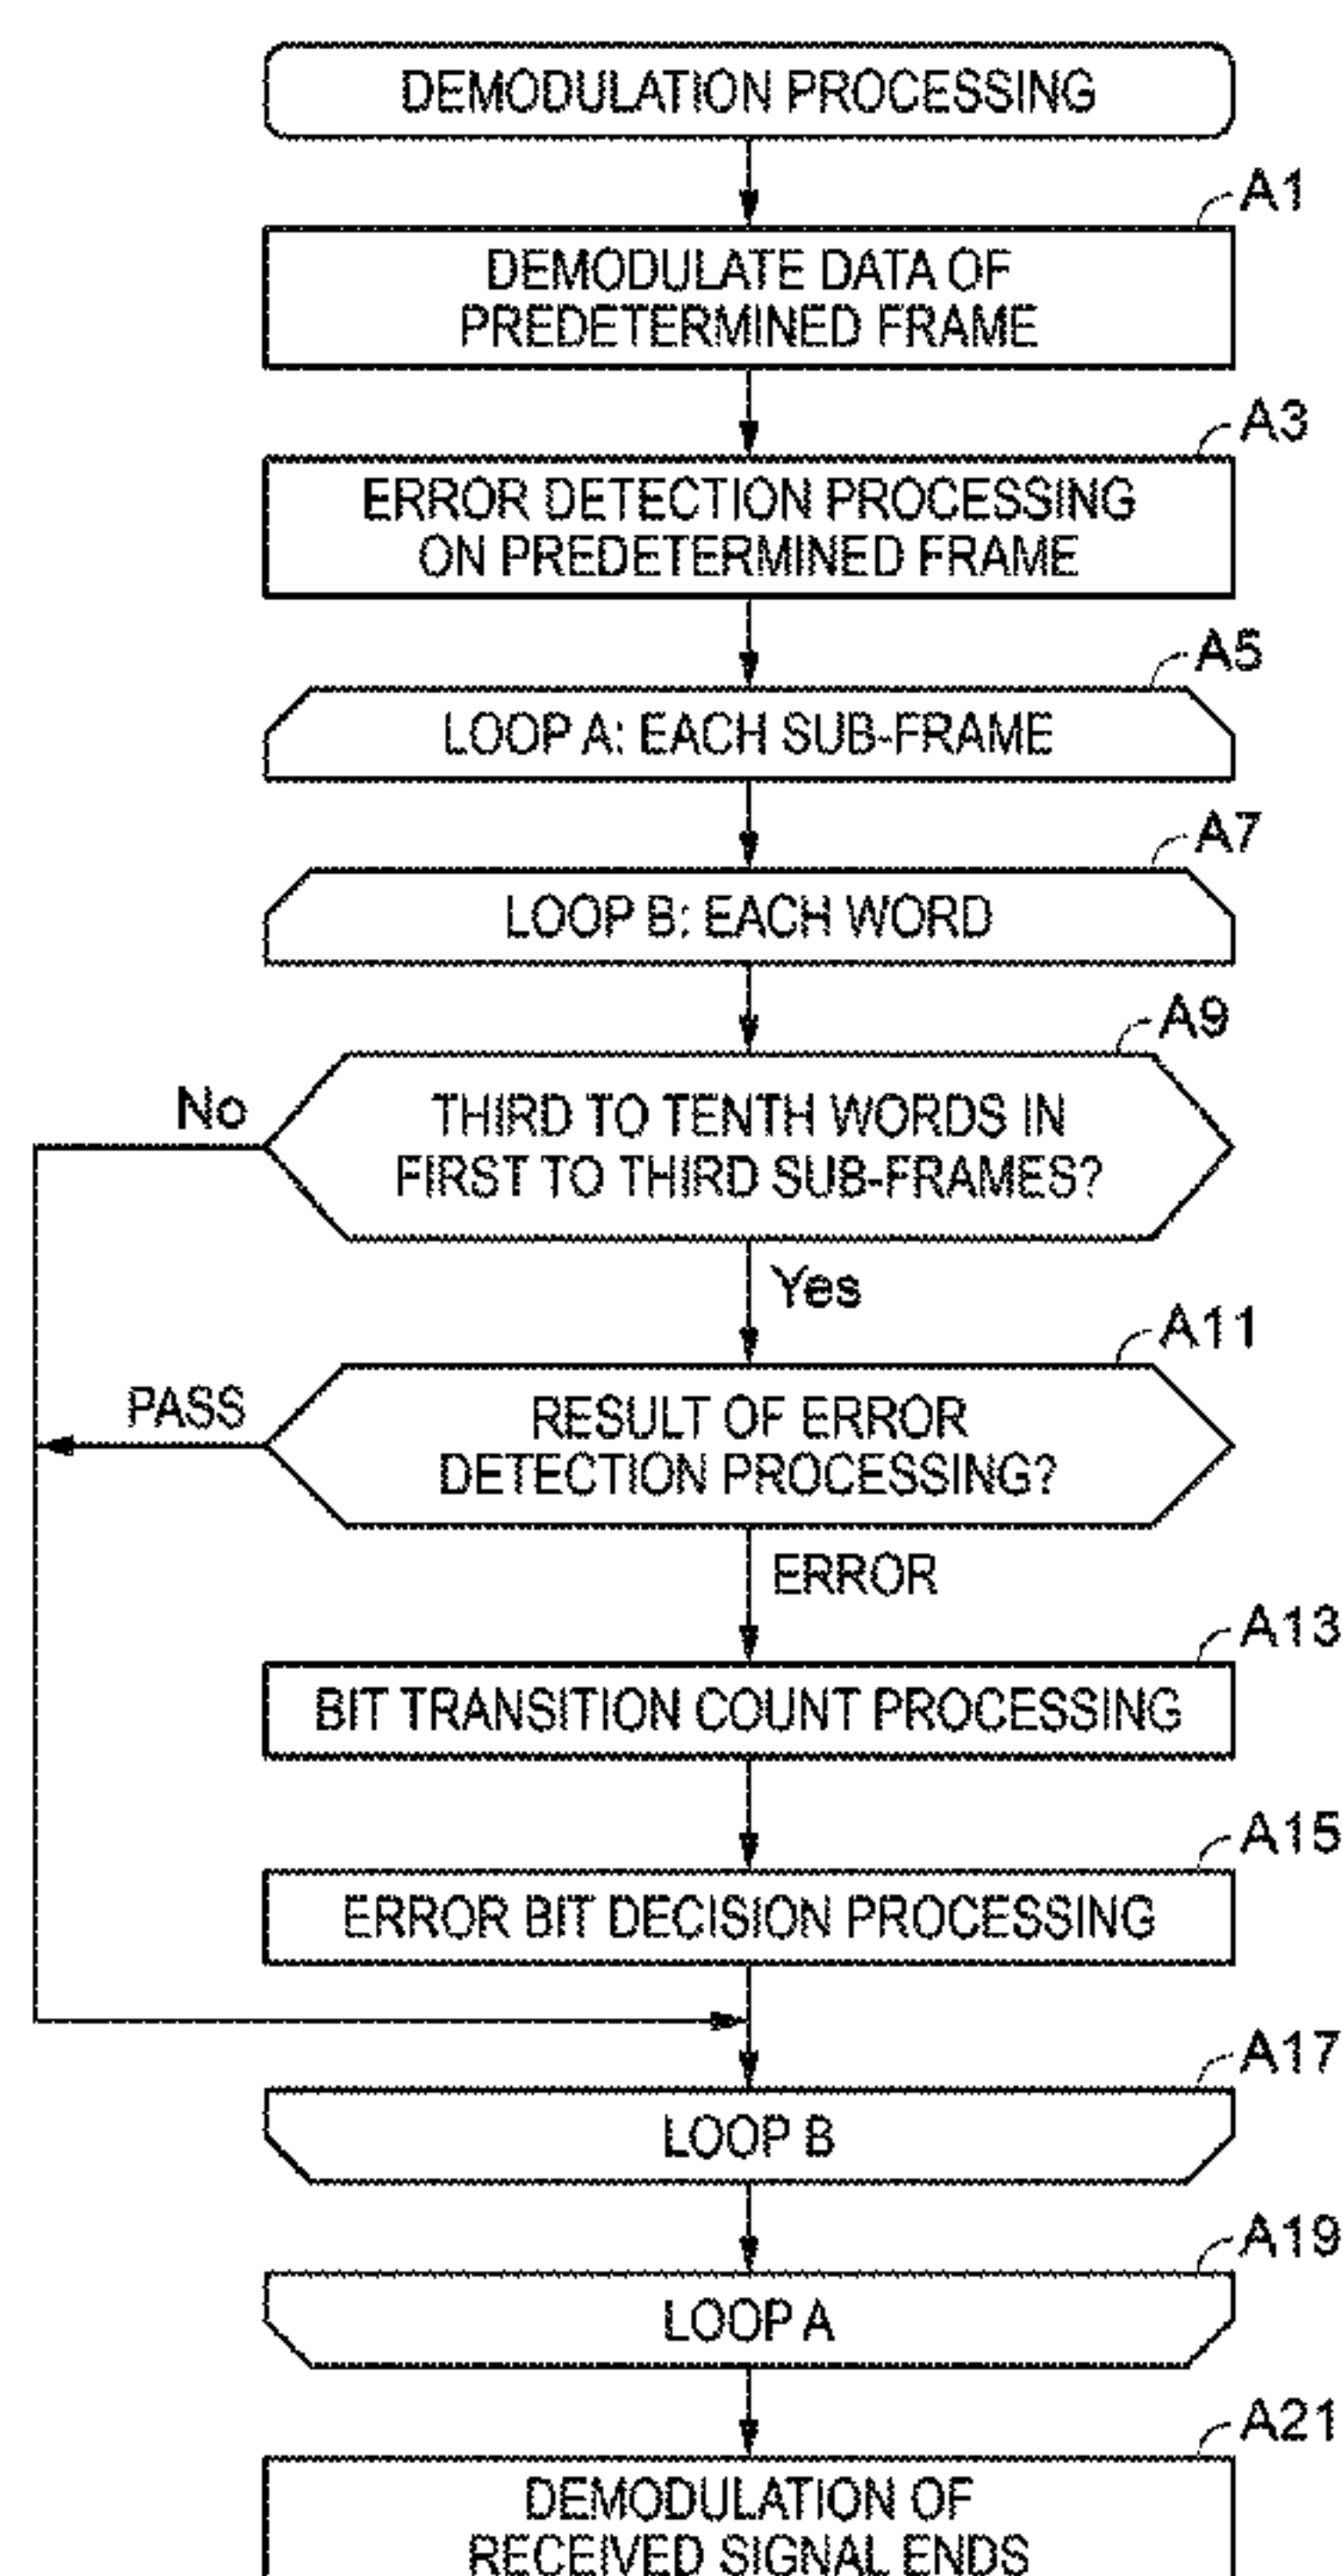 DEMODULATION PROCESSING
A1
DEMODULATE DATA OF
PREDETERMINED FRAME
A3
ERROR DETECTION PROCESSING
ON PREDETERMINED FRAME
A5
LOOP A: EACH SUB-FRAME
A7
LOOP B: EACH WORD
A9
No
THIRD TO TENTH WORDS IN
FIRST TO THIRD SUB-FRAMES?
Yes
A11
PASS
RESULT OF ERROR
DETECTION PROCESSING?
ERROR
A13
BIT TRANSITION COUNT PROCESSING
A15
ERROR BIT DECISION PROCESSING
A17
LOOP B
A19
LOOP A
A21
DEMODULATION OF
RECEIVED SIGNAL ENDS